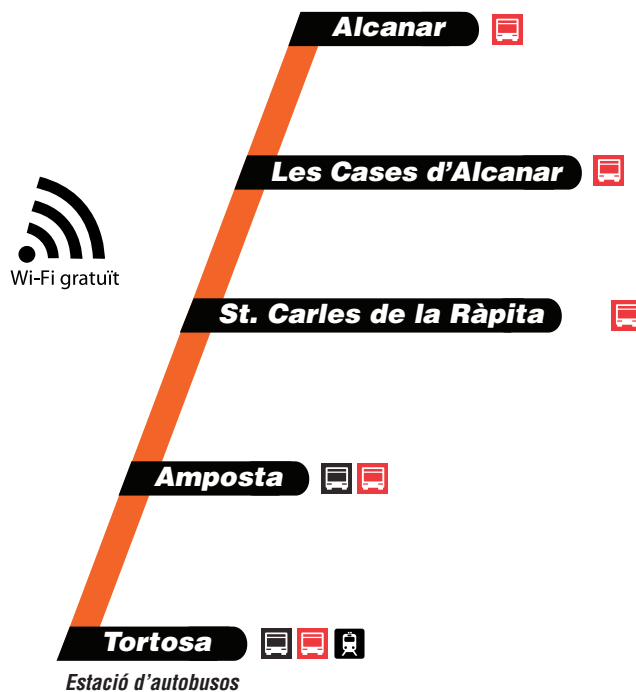 Alcanar
Les Cases d'Alcanar
Wi-Fi gratuït
St. Carles de la Ràpita
Amposta
Tortosa
Estació d'autobusos